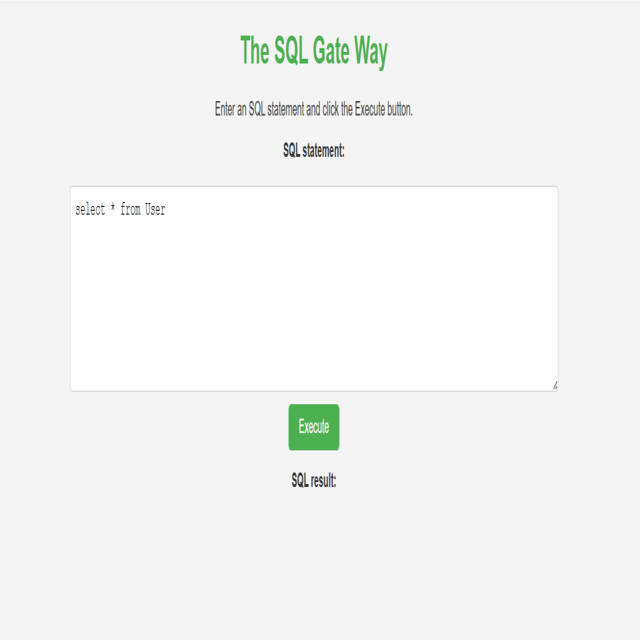 The SQL Gate Way
Enter an SQL statement and click the Execute button.
SQL statement:
select * from User
Execute
SQL result: